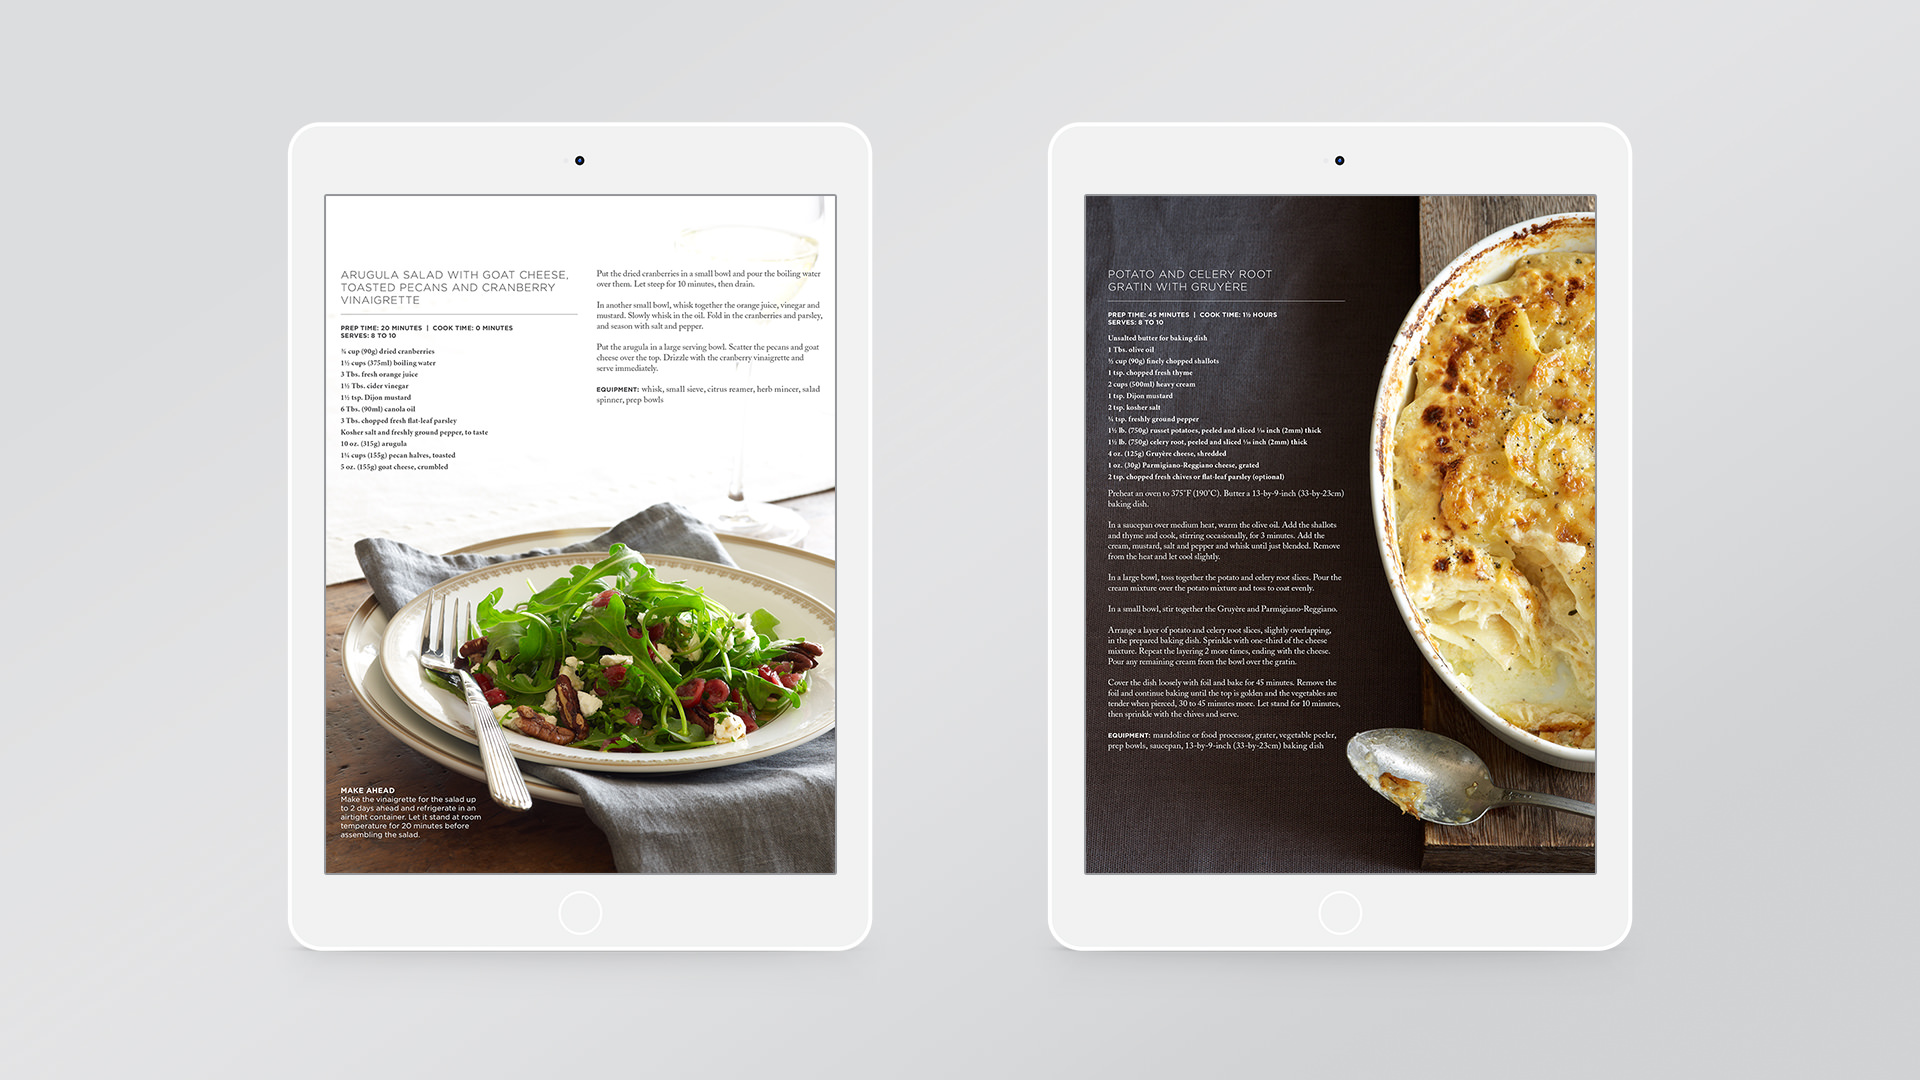 ARUGULA SALAD WITH GOAT CHEESE,
TOASTED PECANS AND CRANBERRY
VINAIGRETTE
PREP TIME: 20 MINUTES | COOK TIME: 0 MINUTES
SERVES: 8 TO 10
¾ cup (90g) dried cranberries
1½ cups (375ml) boiling water
3 Tbs. fresh orange juice
1½ Tbs. cider vinegar
1½ tsp. Dijon mustard
6 Tbs. (90ml) canola oil
3 Tbs. chopped fresh flat-leaf parsley
Kosher salt and freshly ground pepper, to taste
10 oz. (315g) arugula
1¼ cups (155g) pecan halves, toasted
5 oz. (155g) goat cheese, crumbled
Put the dried cranberries in a small bowl and pour the boiling water
over them. Let steep for 10 minutes, then drain.
In another small bowl, whisk together the orange juice, vinegar and
mustard. Slowly whisk in the oil. Fold in the cranberries and parsley,
and season with salt and pepper.
Put the arugula in a large serving bowl. Scatter the pecans and goat
cheese over the top. Drizzle with the cranberry vinaigrette and
serve immediately.
EQUIPMENT: whisk, small sieve, citrus reamer, herb mincer, salad
spinner, prep bowls
MAKE AHEAD
Make the vinaigrette for the salad up
to 2 days ahead and refrigerate in an
airtight container. Let it stand at room
temperature for 20 minutes before
assembling the salad.
POTATO AND CELERY ROOT
GRATIN WITH GRUYÈRE
PREP TIME: 45 MINUTES | COOK TIME: 1½ HOURS
SERVES: 8 TO 10
Unsalted butter for baking dish
1 Tbs. olive oil
cup (90g) finely chopped shallots
1 tsp. chopped fresh thyme
2 cups (500ml) heavy cream
1 tsp. Dijon mustard
2 tsp. kosher salt
tsp. freshly ground pepper
1½ lb. (750g) russet potatoes, peeled and sliced 1/16 inch (2mm) thick
1½ lb. (750g) celery root, peeled and sliced 1/16 inch (2mm) thick
4 oz. (125g) Gruyère cheese, shredded
1 oz. (30g) Parmigiano-Reggiano cheese, grated
2 tsp. chopped fresh chives or flat-leaf parsley (optional)
Preheat an oven to 375°F (190°C). Butter a 13-by-9-inch (33-by-23cm)
baking dish.
In a saucepan over medium heat, warm the olive oil. Add the shallots
and thyme and cook, stirring occasionally, for 3 minutes. Add the
cream, mustard, salt and pepper and whisk until just blended. Remove
from the heat and let cool slightly.
In a large bowl, toss together the potato and celery root slices. Pour the
cream mixture over the potato mixture and toss to coat evenly.
In a small bowl, stir together the Gruyère and Parmigiano-Reggiano.
Arrange a layer of potato and celery root slices, slightly overlapping,
in the prepared baking dish. Sprinkle with one-third of the cheese
mixture. Repeat the layering 2 more times, ending with the cheese.
Pour any remaining cream from the bowl over the gratin.
Cover the dish loosely with foil and bake for 45 minutes. Remove the
foil and continue baking until the top is golden and the vegetables are
tender when pierced, 30 to 45 minutes more. Let stand for 10 minutes,
then sprinkle with the chives and serve.
EQUIPMENT: mandoline or food processor, grater, vegetable peeler,
prep bowls, saucepan, 13-by-9-inch (33-by-23cm) baking dish